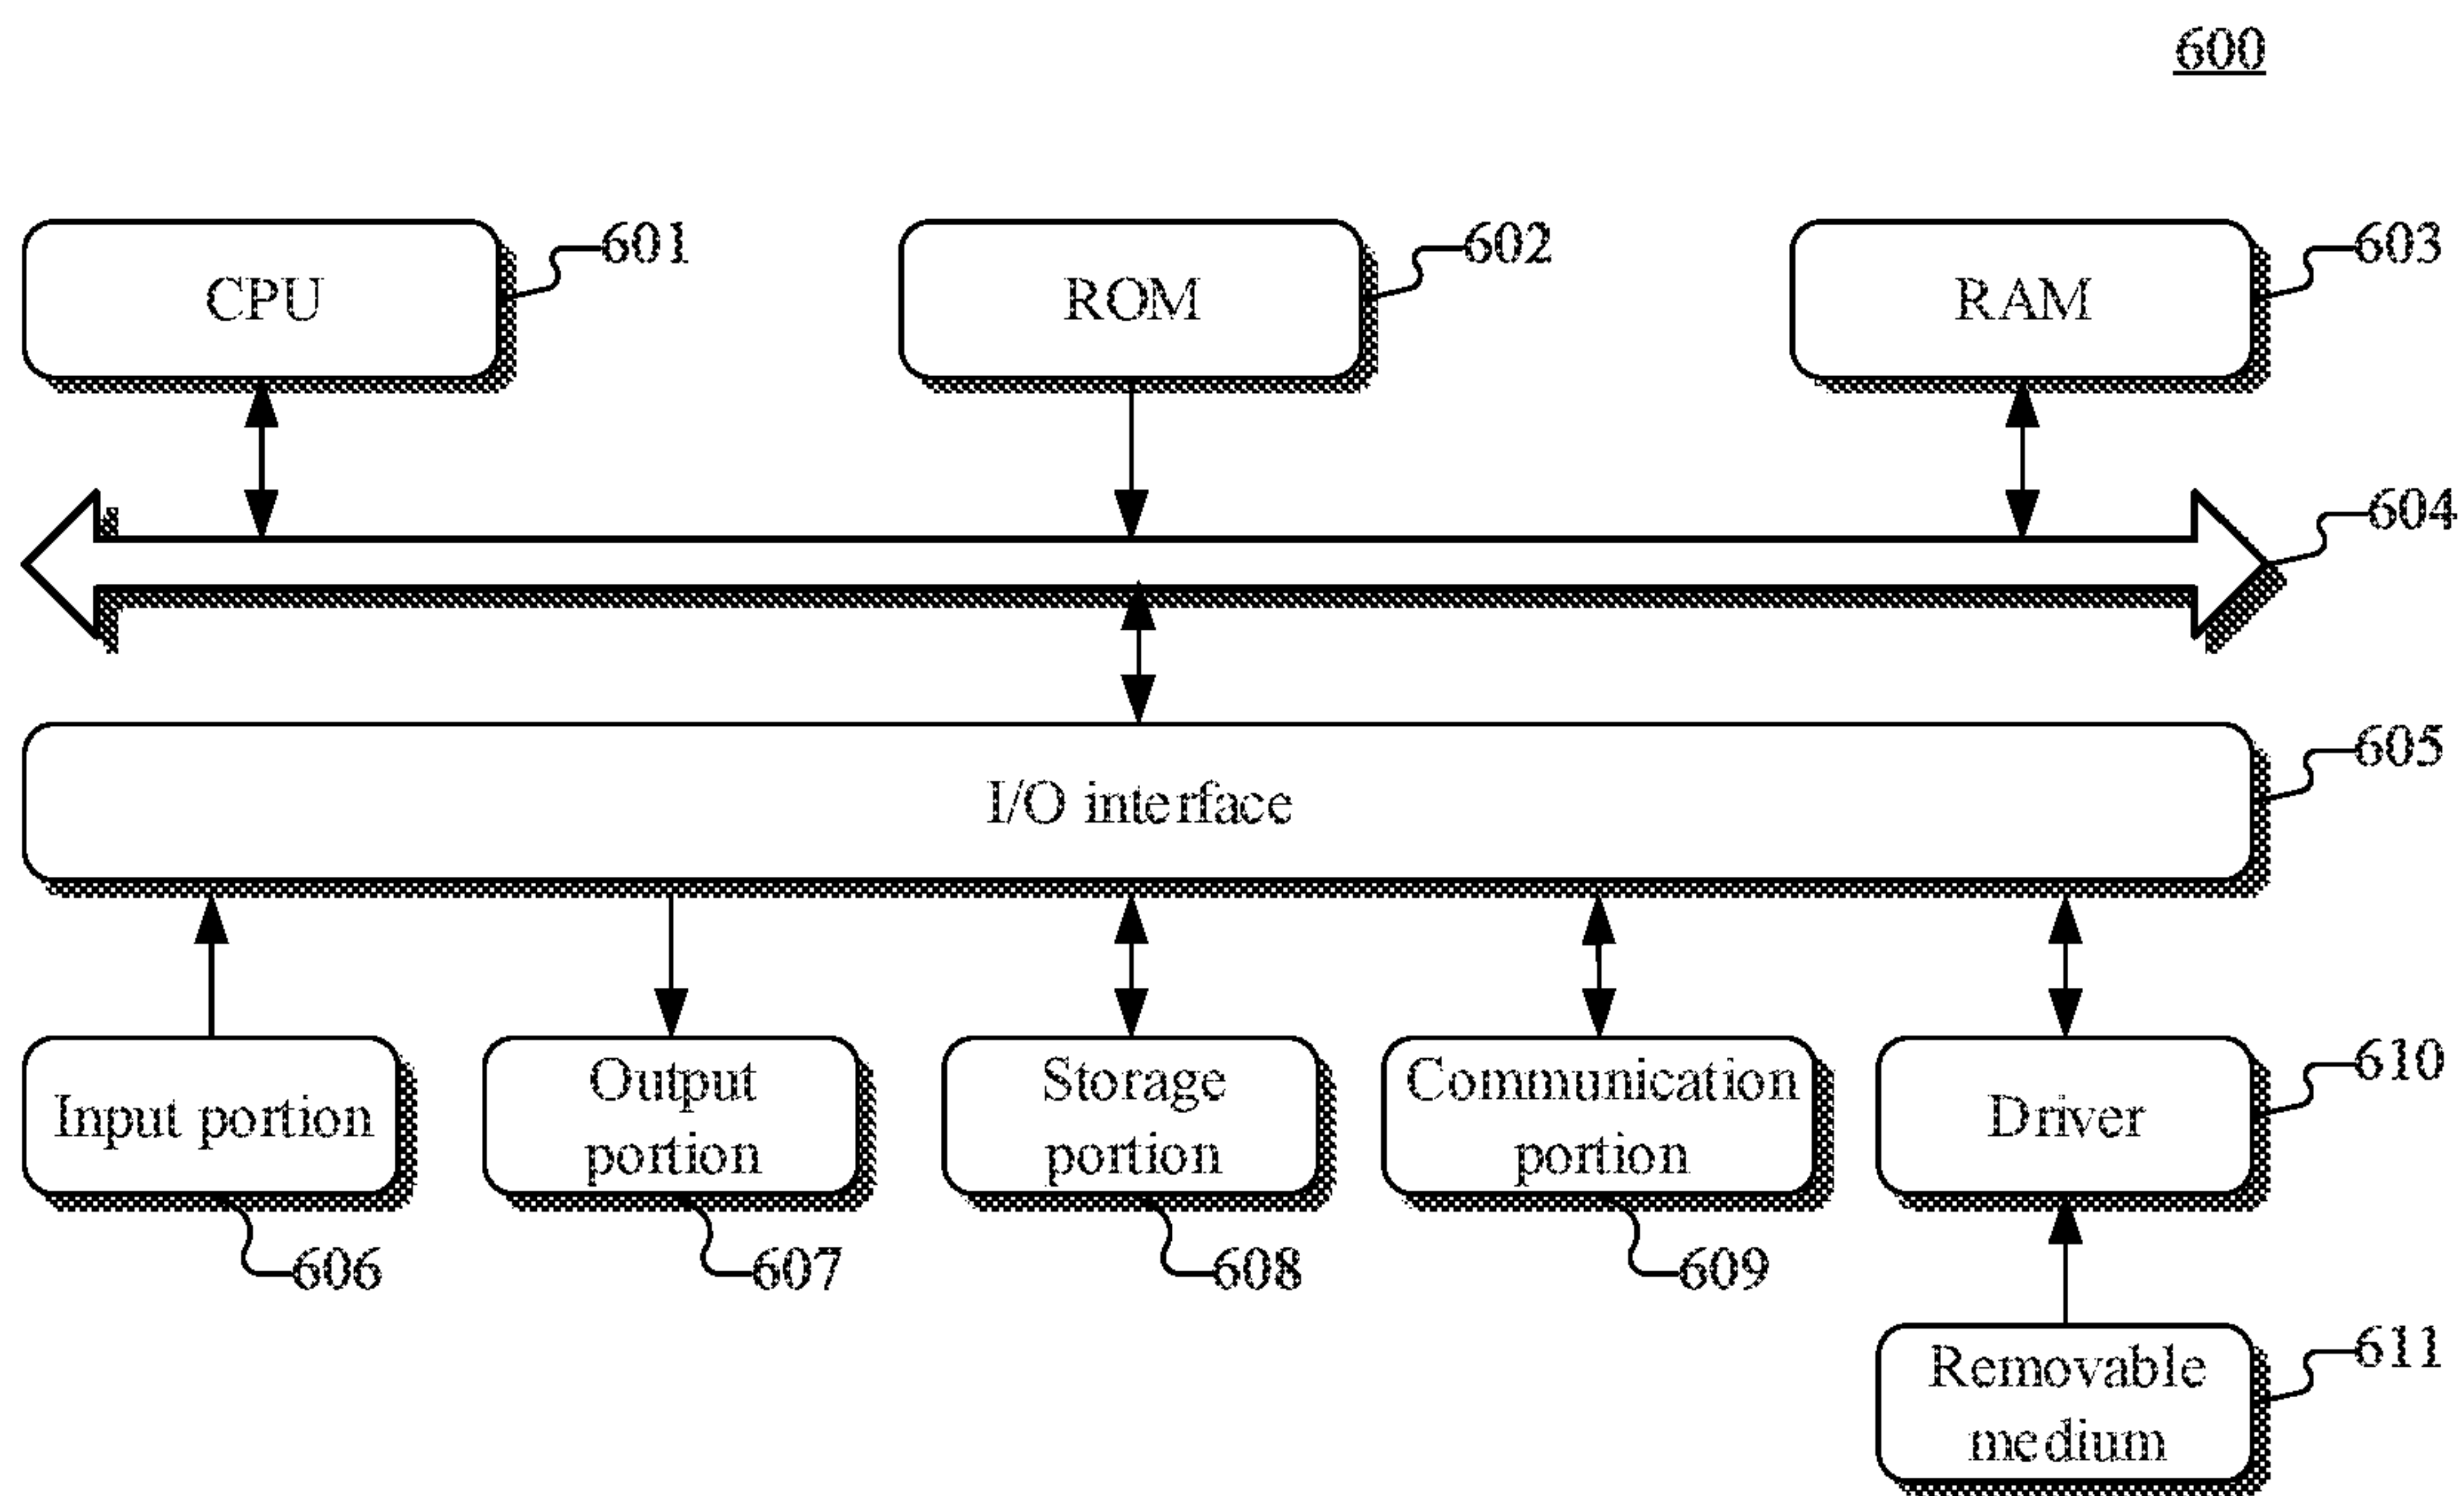 600
CPU
601
ROM
602
RAM
603
604
I/O interface
605
Input portion
606
Output
portion
607
Storage
portion
608
Communication
portion
609
Driver
610
Removable
medium
611